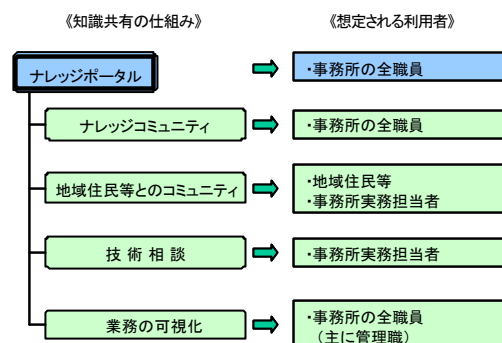 《知識共有の仕組み》
《想定される利用者》
ナレッジポータル
・事務所の全職員
ナレッジコミュニティ
・事務所の全職員
地域住民等とのコミュニティ
・地域住民等
・事務所実務担当者
技 術 相 談
・事務所実務担当者
業務の可視化
・事務所の全職員
（主に管理職）